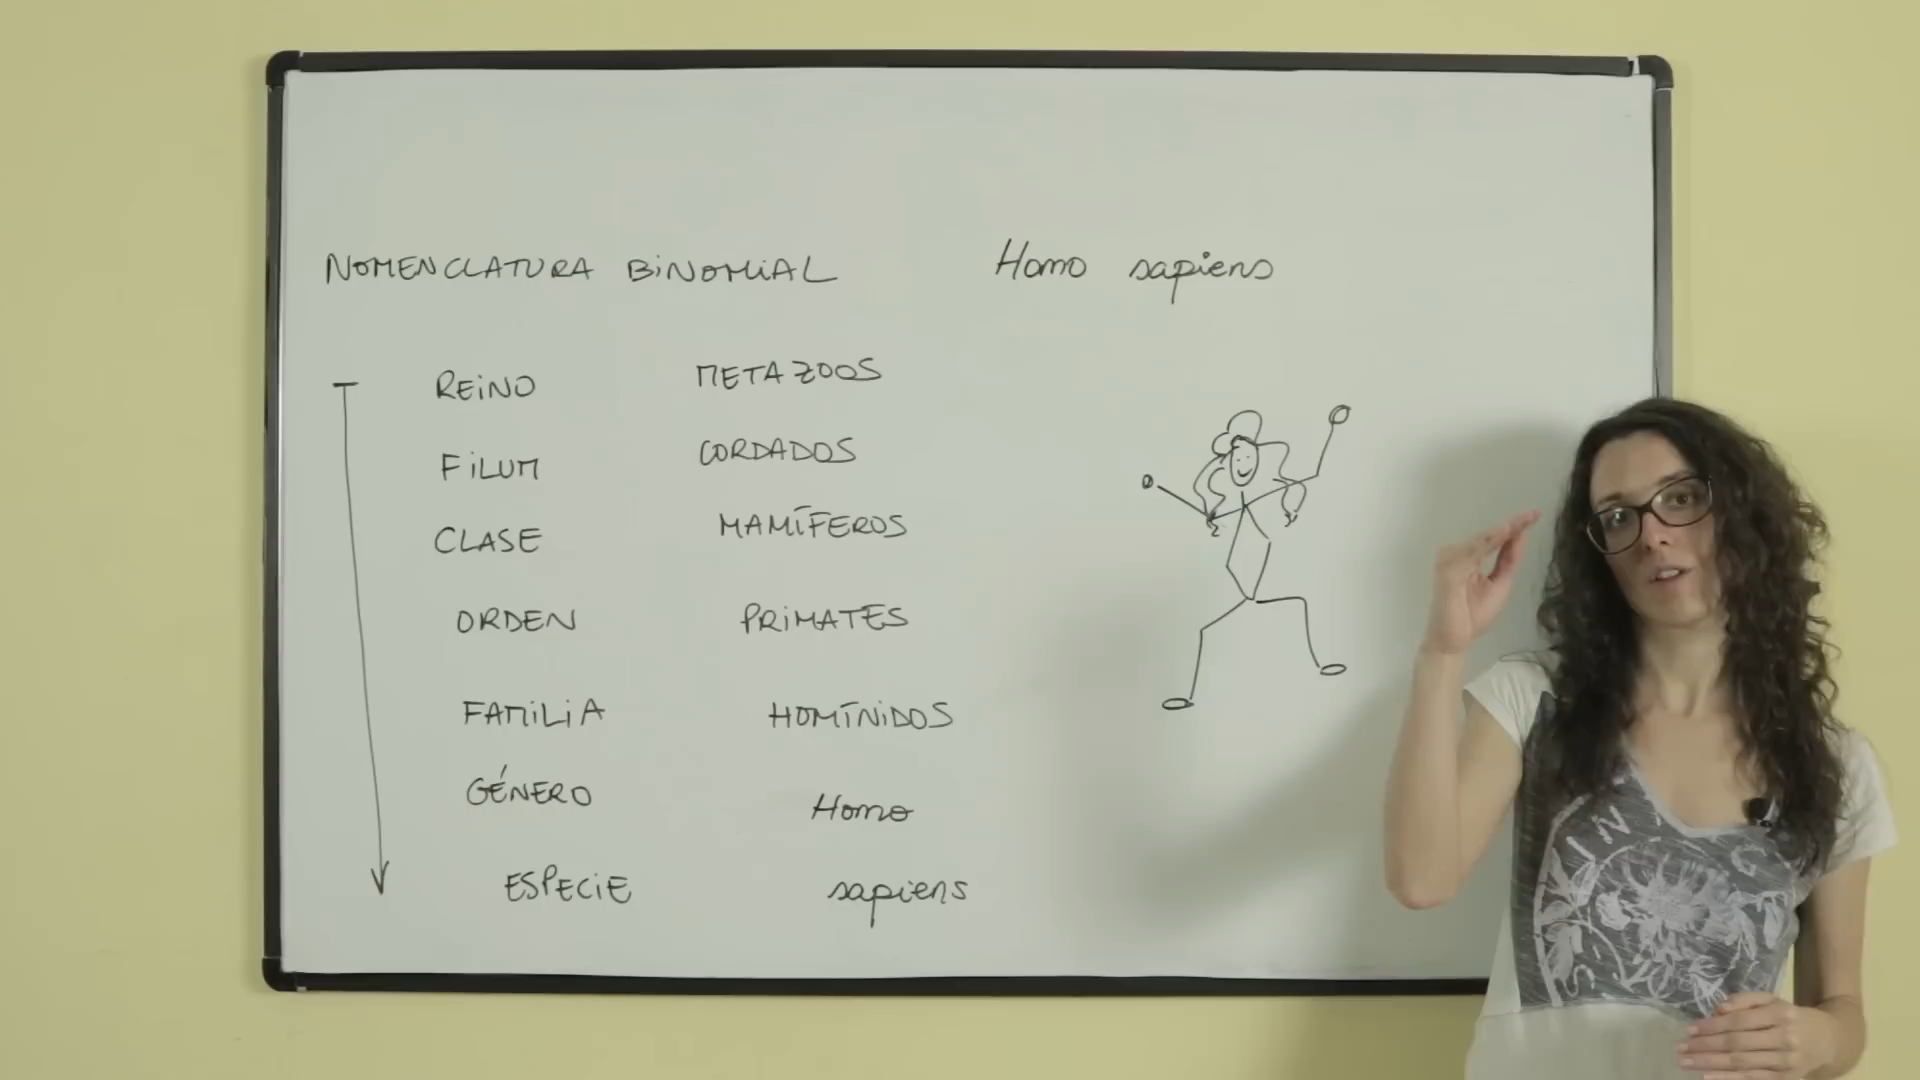 NOMENCLATURA BINOMIAL Homo sapiens
REINO METAZOOS
FILUM CORDADOS
CLASE MAMÍFEROS
ORDEN PRIMATES
FAMILIA HOMÍNIDOS
GÉNERO Homo
ESPECIE sapiens